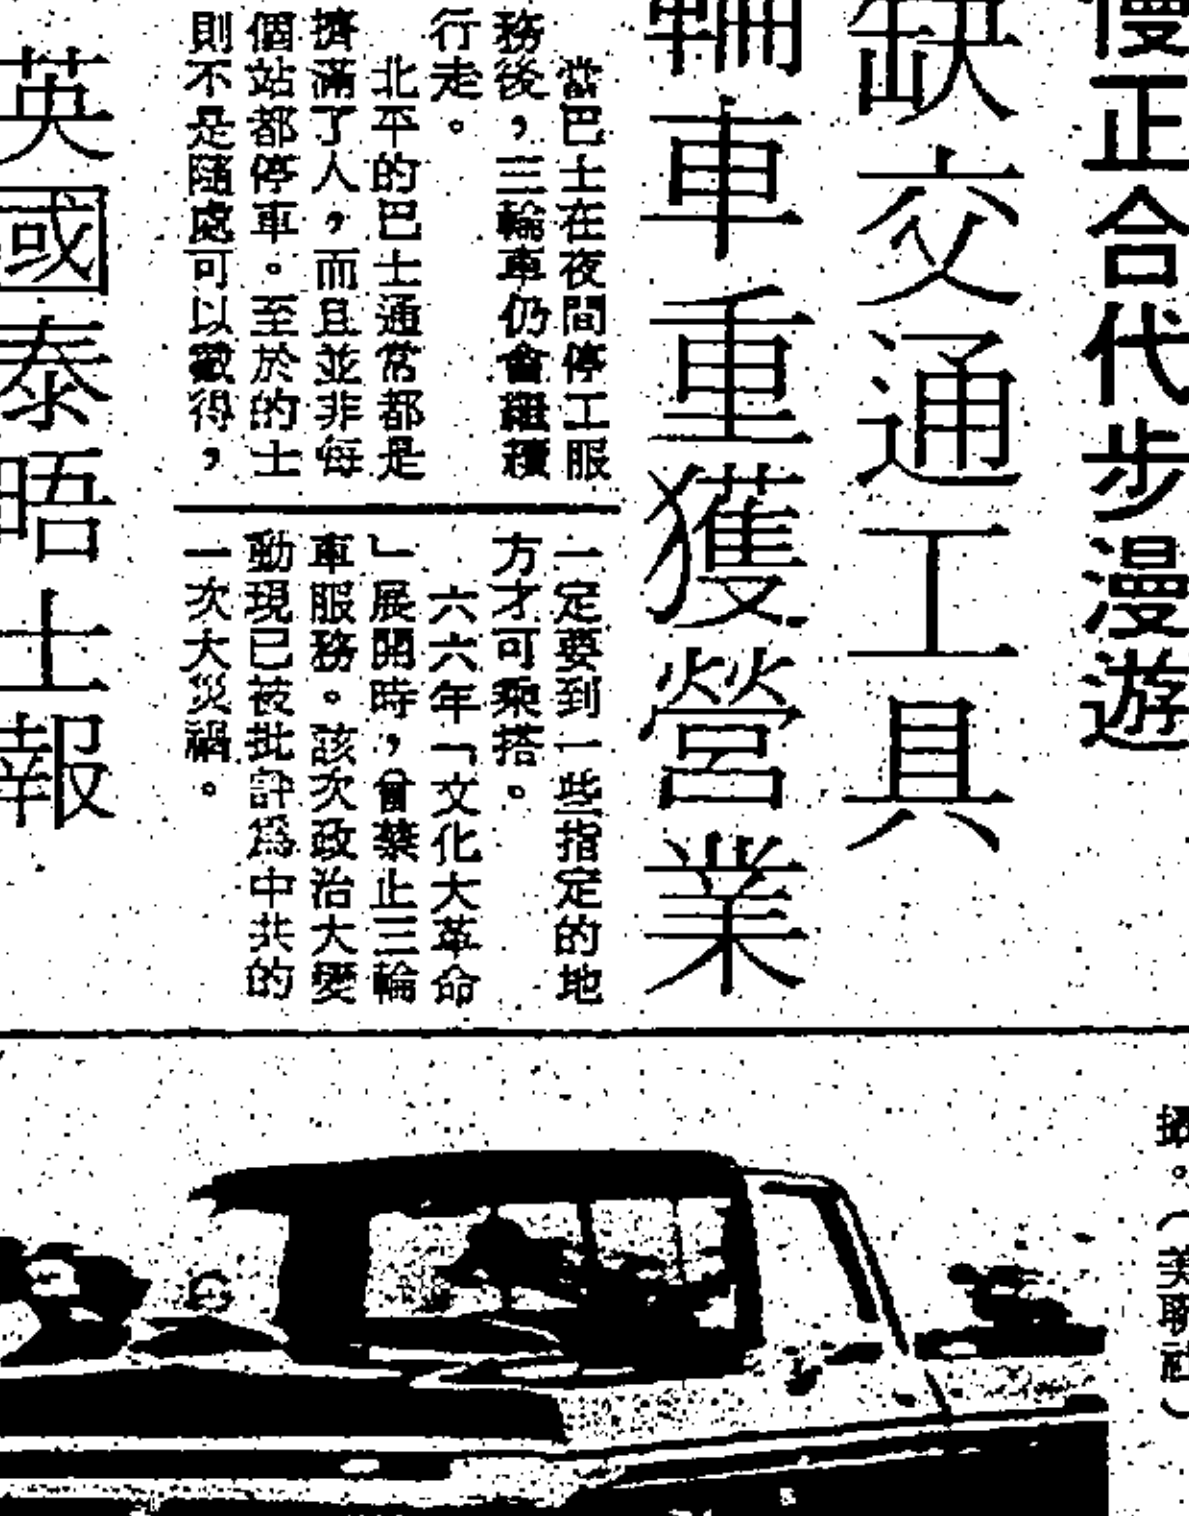 慢正合代步漫遊
缺交通工具
輪車重獲營業
當巴士在夜間停工服
務後，三輪車仍會繼續
行走。
北平的巴士通常都是
擠滿了人，而且並非每
個站都停車。至於的士
則不是隨處可以截得，
一定要到一些指定的地
方才可乘搭。
六六年「文化大革命
」展開時，曾禁止三輪
車服務。該次政治大變
動現已被批評爲中共的
一次大災禍。
英國泰晤士報
攝。（美聯社）